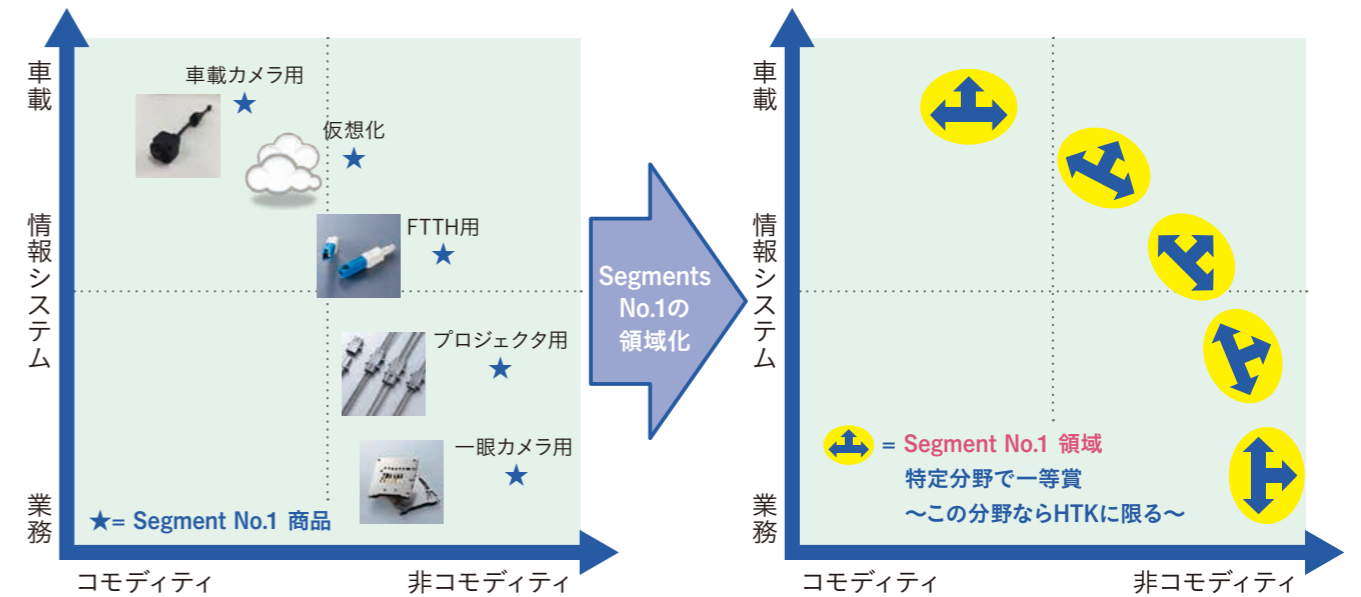 車載
情報システム
業務
車載カメラ用
★
仮想化
★
FTTH用
★
プロジェクタ用
★
一眼カメラ用
★
★= Segment No.1 商品
コモディティ
非コモディティ
Segments
No.1の
領域化
車載
情報システム
業務
= Segment No.1 領域
特定分野で一等賞
～この分野ならHTKに限る～
コモディティ
非コモディティ